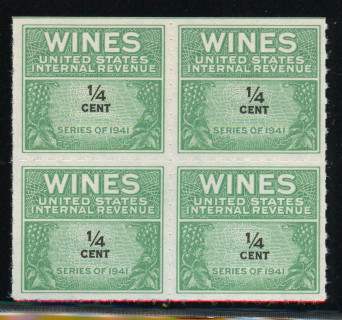 WINES WINES
UNITED STATES UNITED STATES
INTERNAL REVENUE INTERNAL REVENUE
1/4 1/4
CENT CENT
SERIES OF 1941 SERIES OF 1941
WINES WINES
UNITED STATES UNITED STATES
INTERNAL REVENUE INTERNAL REVENUE
1/4 1/4
CENT CENT
SERIES OF 1941 SERIES OF 1941